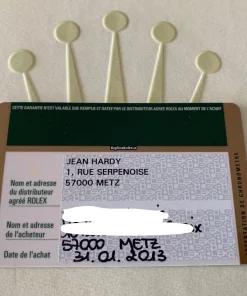 CETTE GARANTIE N'EST VALABLE QUE REMPLIE ET DATEE PAR LE DISTRIBUTEUR AGREE ROLEX AU MOMENT DE L'ACHAT
Nom et adresse
du distributeur
agréé ROLEX
JEAN HARDY
1, RUE SERPENOISE
57000 METZ
Nom et adresse
de l'acheteur
57000 METZ
Date de l'achat
31.01.2013